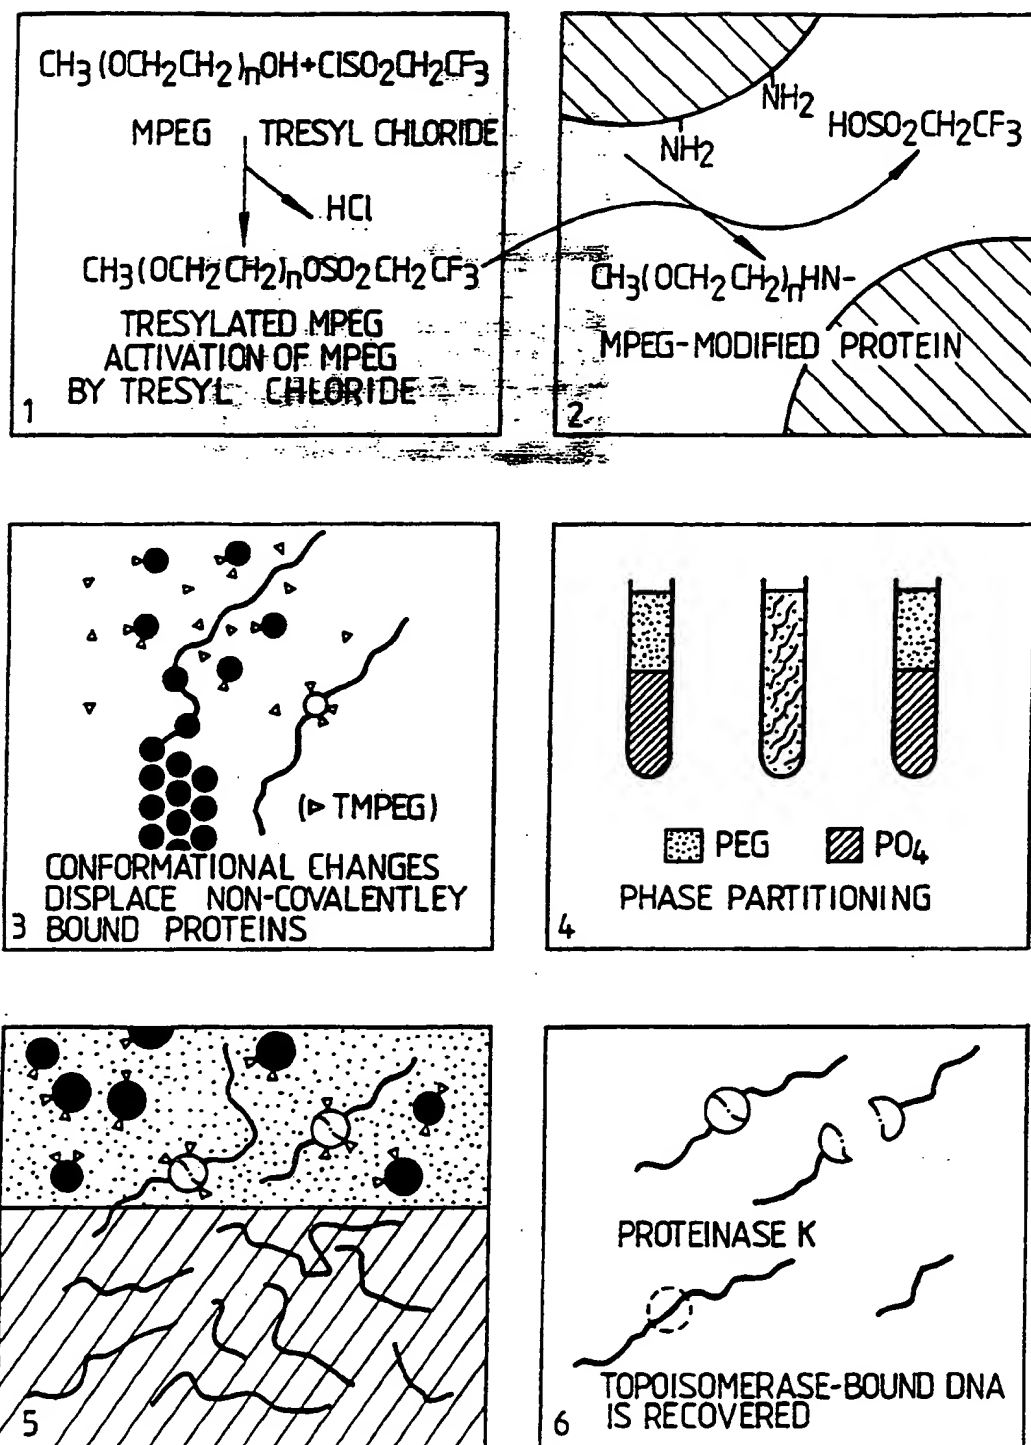 CH3(OCH2CH2)nOH+ClSO2CH2CF3
MPEG TRESYL CHLORIDE
HCl
CH3(OCH2CH2)nOSO2CH2CF3
TRESYLATED MPEG
ACTIVATION OF MPEG
BY TRESYL CHLORIDE
1
NH2
NH2
HOSO2CH2CF3
CH3(OCH2CH2)nHN-
MPEG-MODIFIED PROTEIN
2
(▷ TMPEG)
CONFORMATIONAL CHANGES
DISPLACE NON-COVALENTLEY
3 BOUND PROTEINS
PEG PO4
PHASE PARTITIONING
4
5
PROTEINASE K
TOPOISOMERASE-BOUND DNA
IS RECOVERED
6